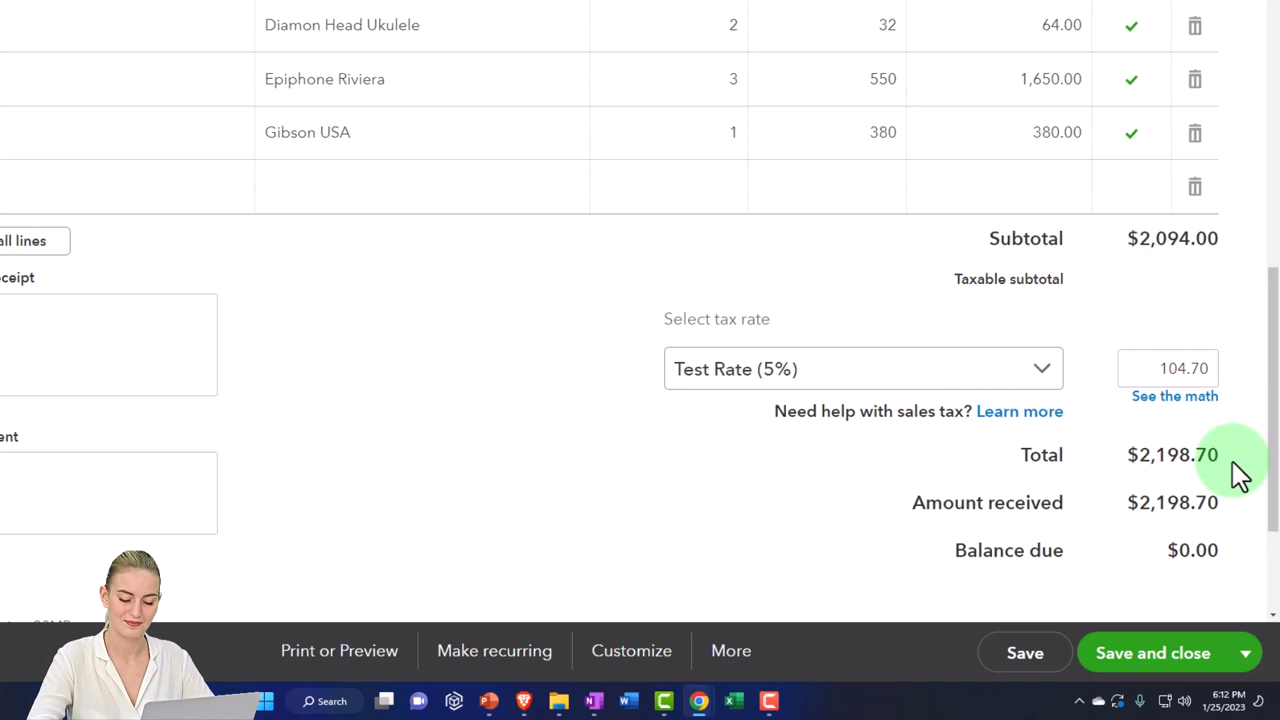 Diamon Head Ukulele 2 32 64.00
Epiphone Riviera 3 550 1,650.00
Gibson USA 1 380 380.00
all lines
Subtotal $2,094.00
eceipt
Taxable subtotal
Select tax rate
Test Rate (5%) 104.70
See the math
Need help with sales tax? Learn more
ent
Total $2,198.70
Amount received $2,198.70
Balance due $0.00
Print or Preview Make recurring Customize More Save Save and close
Search
6:12 PM
1/25/2023